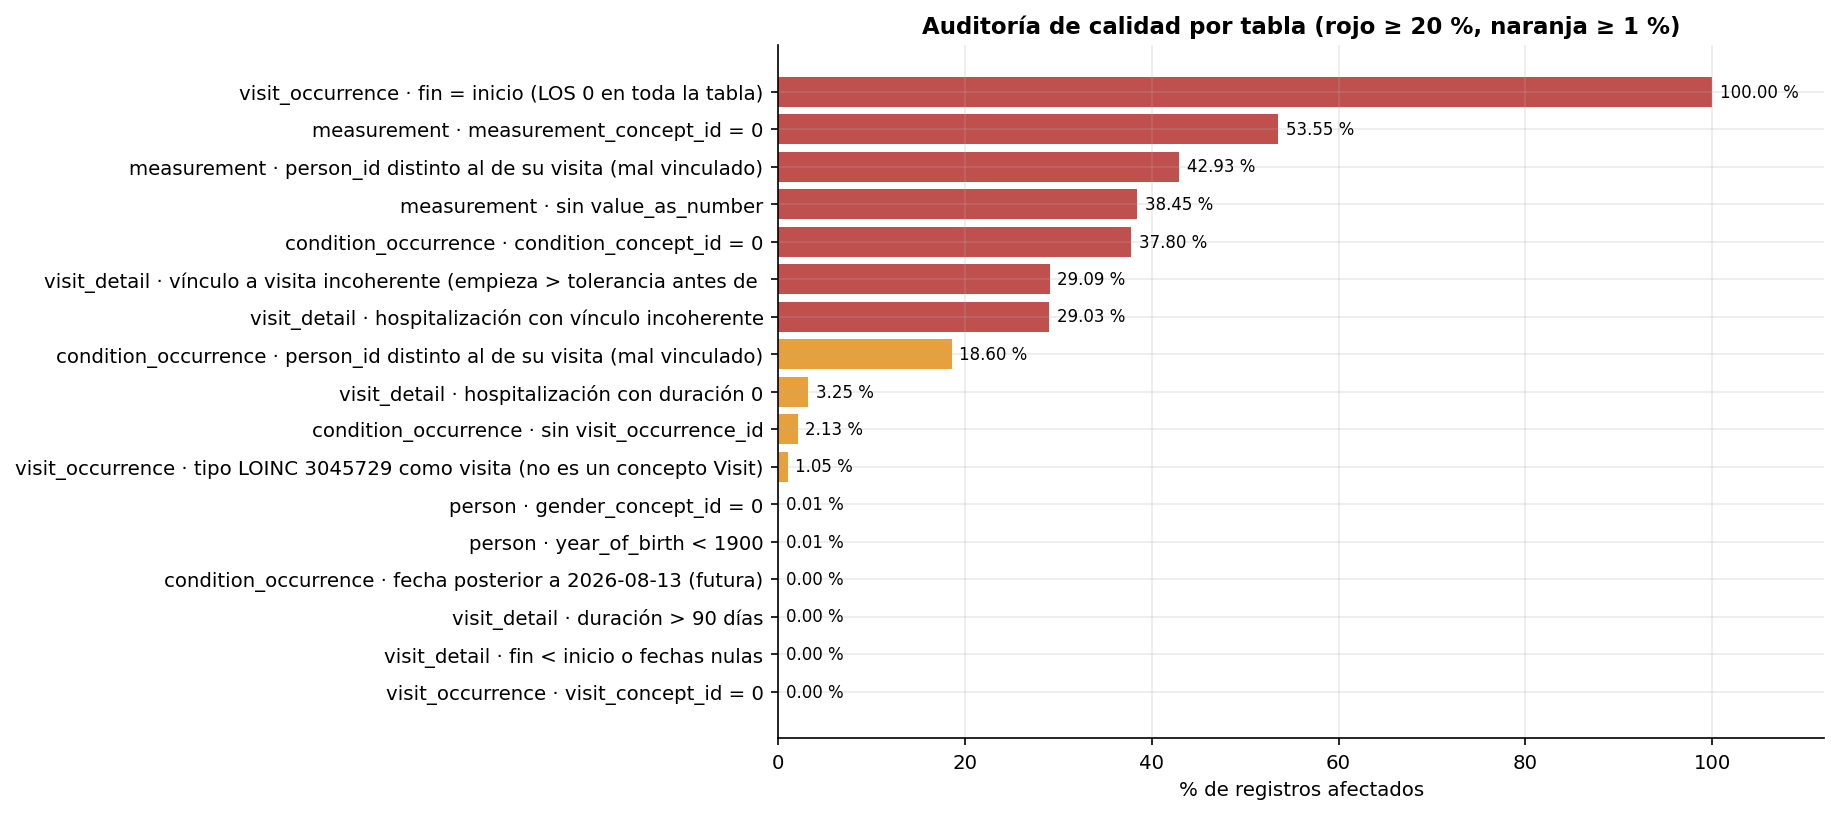 Auditoría de calidad por tabla (rojo ≥ 20 %, naranja ≥ 1 %)
visit_occurrence · fin = inicio (LOS 0 en toda la tabla) 100.00 %
measurement · measurement_concept_id = 0 53.55 %
measurement · person_id distinto al de su visita (mal vinculado) 42.93 %
measurement · sin value_as_number 38.45 %
condition_occurrence · condition_concept_id = 0 37.80 %
visit_detail · vínculo a visita incoherente (empieza > tolerancia antes de 29.09 %
visit_detail · hospitalización con vínculo incoherente 29.03 %
condition_occurrence · person_id distinto al de su visita (mal vinculado) 18.60 %
visit_detail · hospitalización con duración 0 3.25 %
condition_occurrence · sin visit_occurrence_id 2.13 %
visit_occurrence · tipo LOINC 3045729 como visita (no es un concepto Visit) 1.05 %
person · gender_concept_id = 0 0.01 %
person · year_of_birth < 1900 0.01 %
condition_occurrence · fecha posterior a 2026-08-13 (futura) 0.00 %
visit_detail · duración > 90 días 0.00 %
visit_detail · fin < inicio o fechas nulas 0.00 %
visit_occurrence · visit_concept_id = 0 0.00 %
0 20 40 60 80 100
% de registros afectados